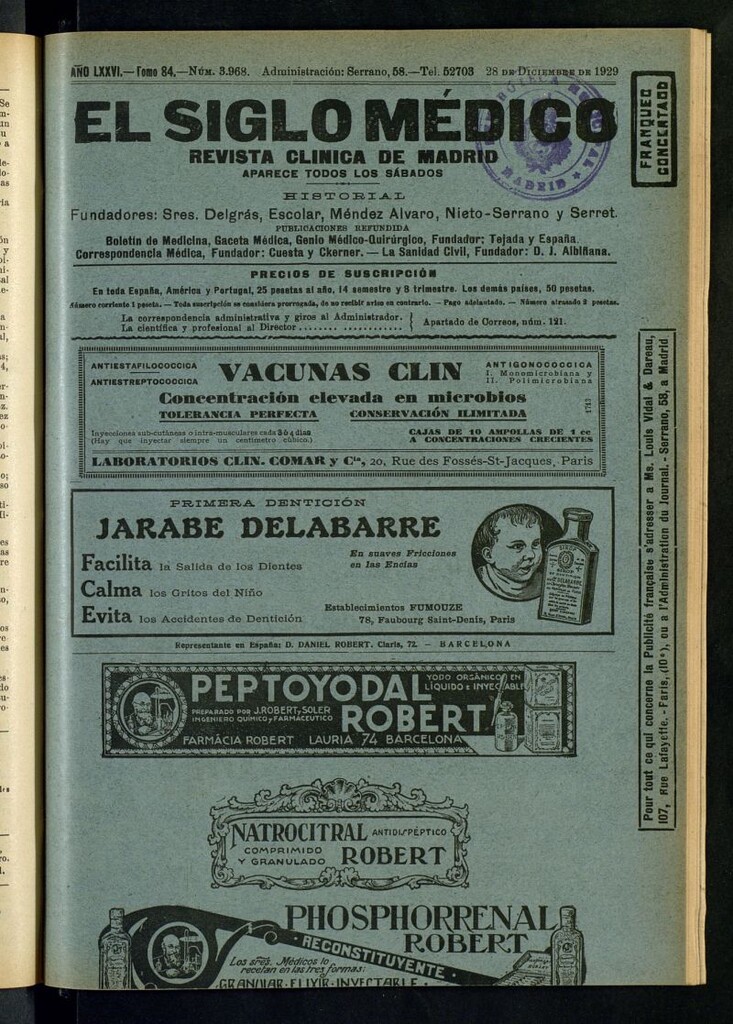 AÑO LXXVI.—Tomo 84.—NÚM. 3.968. Administración: Serrano, 58.—Tel: 52703 28 DE DICIEMBRE DE 1929
EL SIGLO MÉDICO
REVISTA CLINICA DE MADRID
APARECE TODOS LOS SÁBADOS
FRANQUEO
CONCERTADO
MADRID
HISTORIAL
Fundadores: Sres. Delgrás, Escolar, Méndez Alvaro, Nieto-Serrano y Serret.
PUBLICACIONES REFUNDIDA
Boletín de Medicina, Gaceta Médica, Genio Médico-Quirúrgico, Fundador: Tejada y España.
Correspondencia Médica, Fundador: Cuesta y Ckerner. — La Sanidad Civil, Fundador: D. J. Albiñana.
PRECIOS DE SUSCRIPCIÓN
En toda España, América y Portugal, 25 pesetas al año, 14 semestre y 8 trimestre. Los demás países, 50 pesetas.
Número corriente 1 peseta. — Toda suscripción se considera prorrogada, de no recibir aviso en contrario. — Pago adelantado. — Número atrasado 2 pesetas.
La correspondencia administrativa y giros al Administrador.
La científica y profesional al Director
Apartado de Correos, núm. 121.
ANTIESTAFILOCOCCICA
ANTIESTREPTOCOCCICA
VACUNAS CLIN
ANTIGONOCOCCICA
I. Monomicrobiana y
II. Polimicrobiana
Concentración elevada en microbios
TOLERANCIA PERFECTA CONSERVACIÓN ILIMITADA
1713
Inyecciones sub-cutáneas o intra-musculares cada 3 ó 4 días
(Hay que inyectar siempre un centímetro cúbico.)
CAJAS DE 10 AMPOLLAS DE 1 cc
A CONCENTRACIONES CRECIENTES
LABORATORIOS CLIN. COMAR y Cia, 20, Rue des Fossés-St-Jacques, Paris
PRIMERA DENTICIÓN
JARABE DELABARRE
Facilita la Salida de los Dientes
Calma los Gritos del Niño
Evita los Accidentes de Dentición
En suaves Fricciones
en las Encías
Establecimientos FUMOUZE
78, Faubourg Saint-Denis, Paris
Representante en España: D. DANIEL ROBERT. Claris, 72. — BARCELONA
PEPTOYODAL
ROBERT
YODO ORGÁNICO EN
LÍQUIDO E INYECTABLE
PREPARADO POR J. ROBERT y SOLER
INGENIERO QUÍMICO y FARMACEUTICO
FARMÀCIA ROBERT LAURIA 74 BARCELONA
NATROCITRAL ANTIDISPÉPTICO
COMPRIMIDO
Y GRANULADO ROBERT
PHOSPHORRENAL
ROBERT
RECONSTITUYENTE
Los sres. Médicos lo
recetan en las tres formas:
GRANULAR-ELIXIR-INYECTABLE
Pour tout ce qui concerne la Publicité française s'adresser a Ms. Louis Vidal & Dareau,
107, Rue Lafayette. - Faris, (10e), ou a l'Administration du Journal. - Serrano, 58, a Madrid